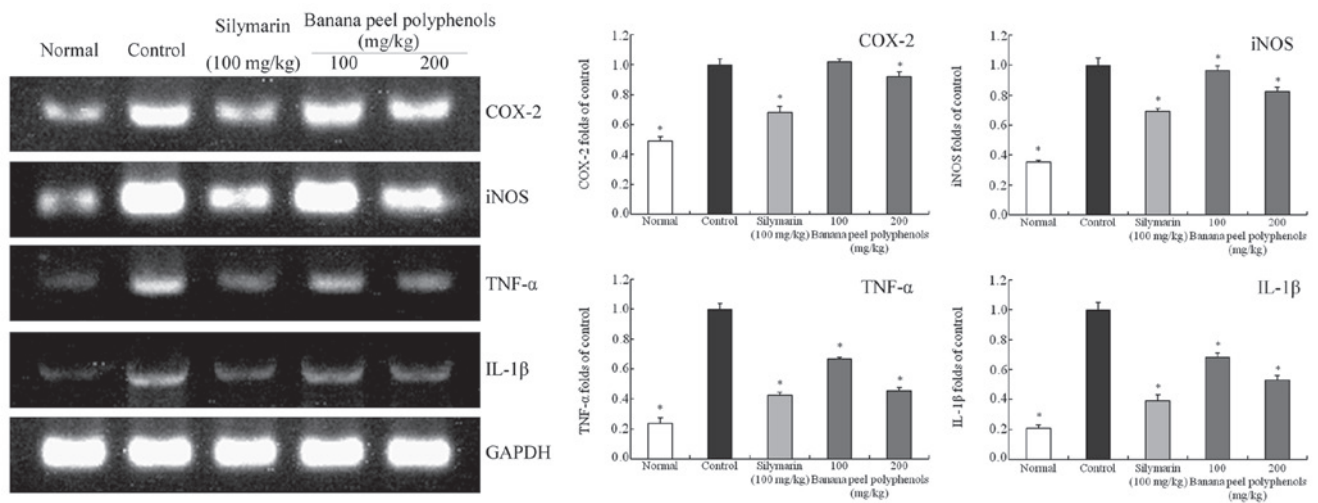 Normal
Control
Silymarin
(100 mg/kg)
Banana peel polyphenols
(mg/kg)
100
200
COX-2
iNOS
TNF-α
IL-1β
GAPDH
COX-2
COX-2 folds of control
1.2
1.0
0.8
0.6
0.4
0.2
0.0
*
*
*
Normal
Control
Silymarin
(100 mg/kg)
100
200
Banana peel polyphenols
(mg/kg)
iNOS
iNOS folds of control
1.2
1.0
0.8
0.6
0.4
0.2
0.0
*
*
*
*
Normal
Control
Silymarin
(100 mg/kg)
100
200
Banana peel polyphenols
(mg/kg)
TNF-α
TNF-α folds of control
1.2
1.0
0.8
0.6
0.4
0.2
0.0
*
*
*
*
Normal
Control
Silymarin
(100 mg/kg)
100
200
Banana peel polyphenols
(mg/kg)
IL-1β
IL-1β folds of control
1.2
1.0
0.8
0.6
0.4
0.2
0.0
*
*
*
*
Normal
Control
Silymarin
(100 mg/kg)
100
200
Banana peel polyphenols
(mg/kg)